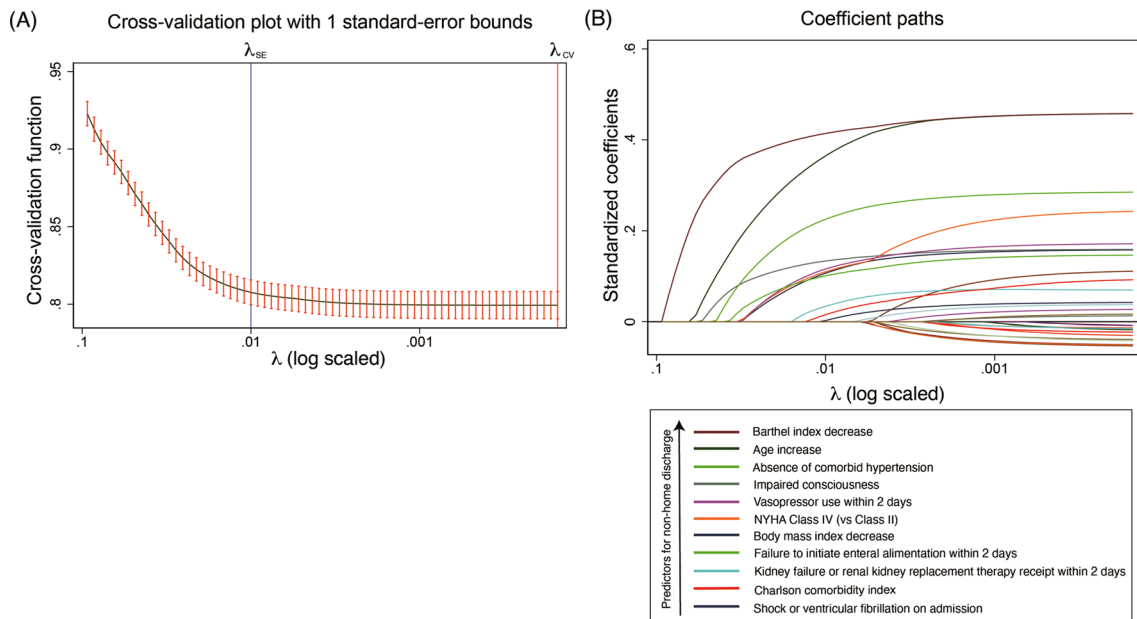 (A)
Cross-validation plot with 1 standard-error bounds
λSE
λCV
Cross-validation function
.95
.9
.85
.8
.1
.01
.001
λ (log scaled)
(B)
Coefficient paths
Standardized coefficients
.6
.4
.2
0
.1
.01
.001
λ (log scaled)
Predictors for non-home discharge
Barthel index decrease
Age increase
Absence of comorbid hypertension
Impaired consciousness
Vasopressor use within 2 days
NYHA Class IV (vs Class II)
Body mass index decrease
Failure to initiate enteral alimentation within 2 days
Kidney failure or renal kidney replacement therapy receipt within 2 days
Charlson comorbidity index
Shock or ventricular fibrillation on admission